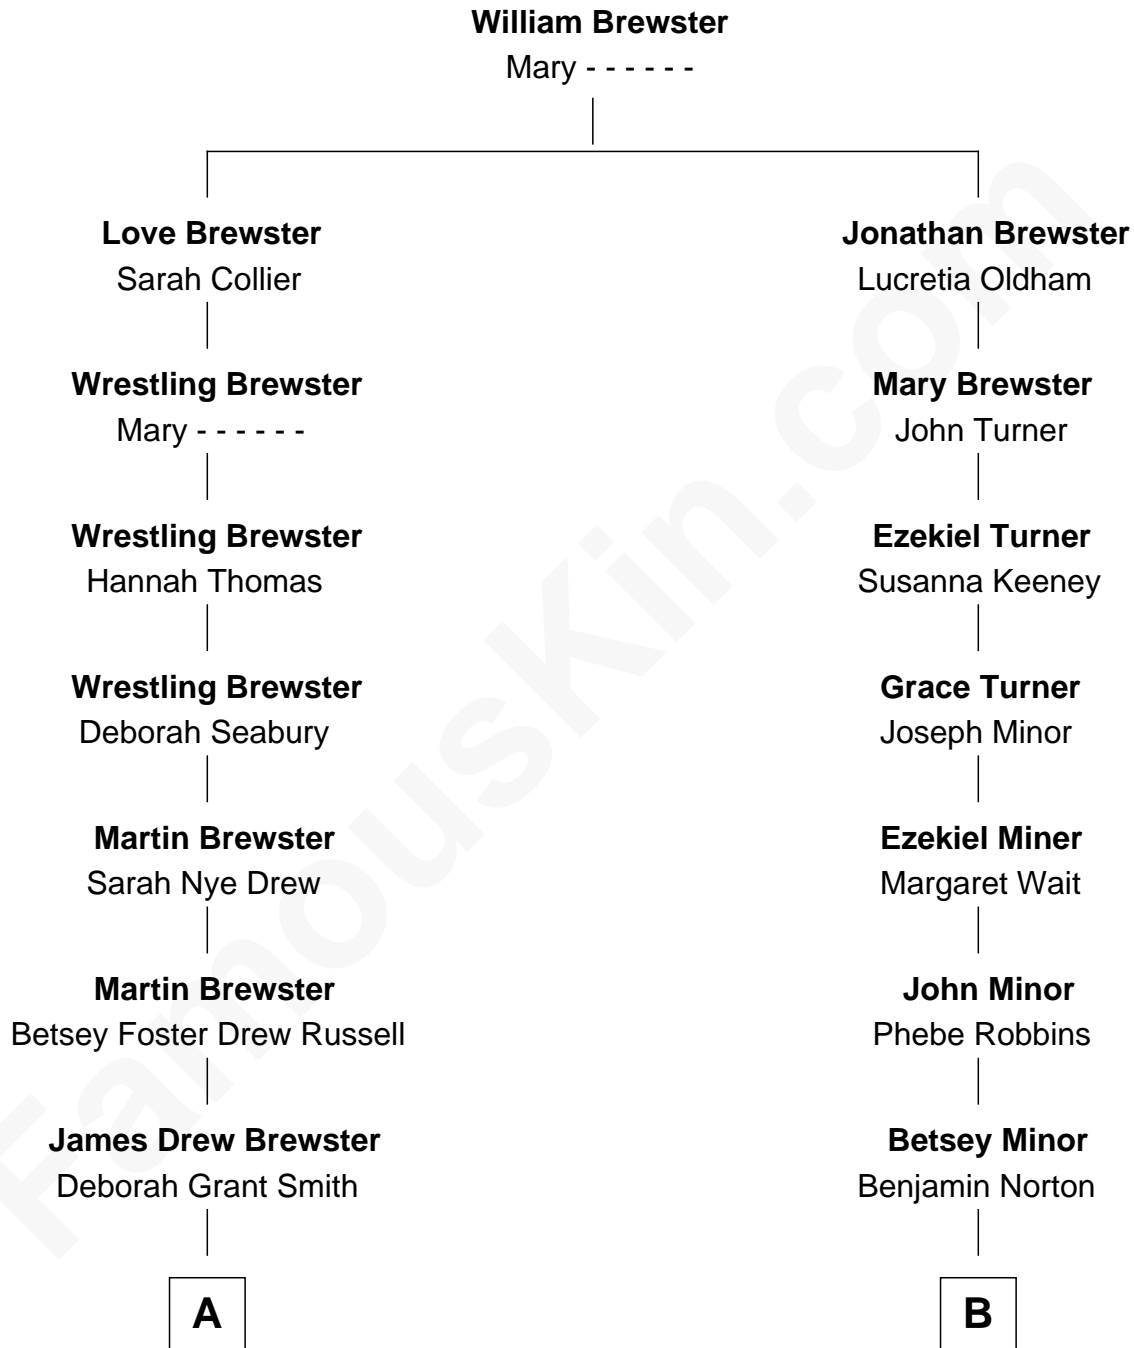 William Brewster
Mary - - - - - -
Love Brewster
Sarah Collier
Jonathan Brewster
Lucretia Oldham
Wrestling Brewster
Mary - - - - - -
Mary Brewster
John Turner
Wrestling Brewster
Hannah Thomas
Ezekiel Turner
Susanna Keeney
Wrestling Brewster
Deborah Seabury
Grace Turner
Joseph Minor
Martin Brewster
Sarah Nye Drew
Ezekiel Miner
Margaret Wait
Martin Brewster
Betsey Foster Drew Russell
John Minor
Phebe Robbins
James Drew Brewster
Deborah Grant Smith
Betsey Minor
Benjamin Norton
A
B
FamousKin.com